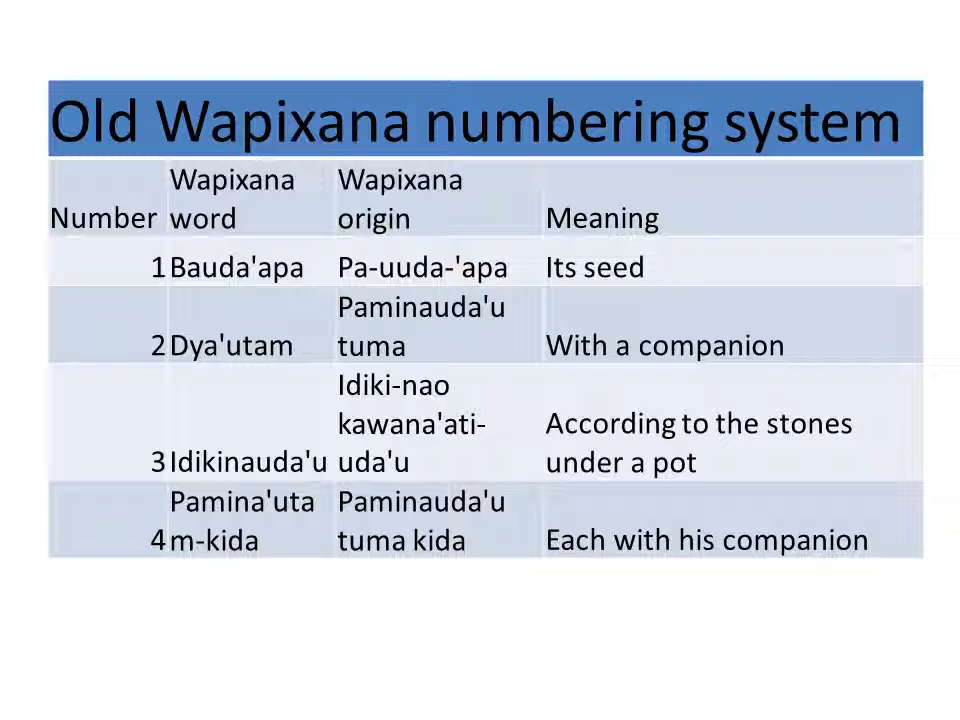 Old Wapixana numbering system
Number Wapixana word Wapixana origin Meaning
1 Bauda'apa Pa-uuda-'apa Its seed
2 Dya'utam Paminauda'u tuma With a companion
3 Idikinauda'u Idiki-nao kawana'ati-uda'u According to the stones under a pot
4 Pamina'utam-kida Paminauda'u tuma kida Each with his companion